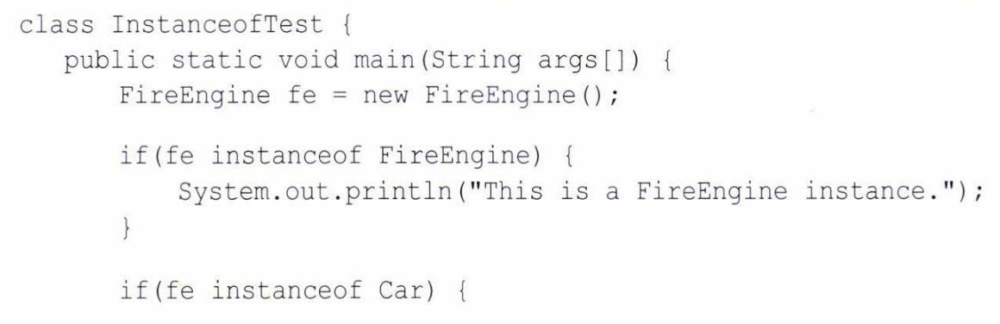 class InstanceofTest {
public static void main(String args[]) {
FireEngine fe = new FireEngine();
if(fe instanceof FireEngine) {
System.out.println("This is a FireEngine instance.");
}
if(fe instanceof Car) {